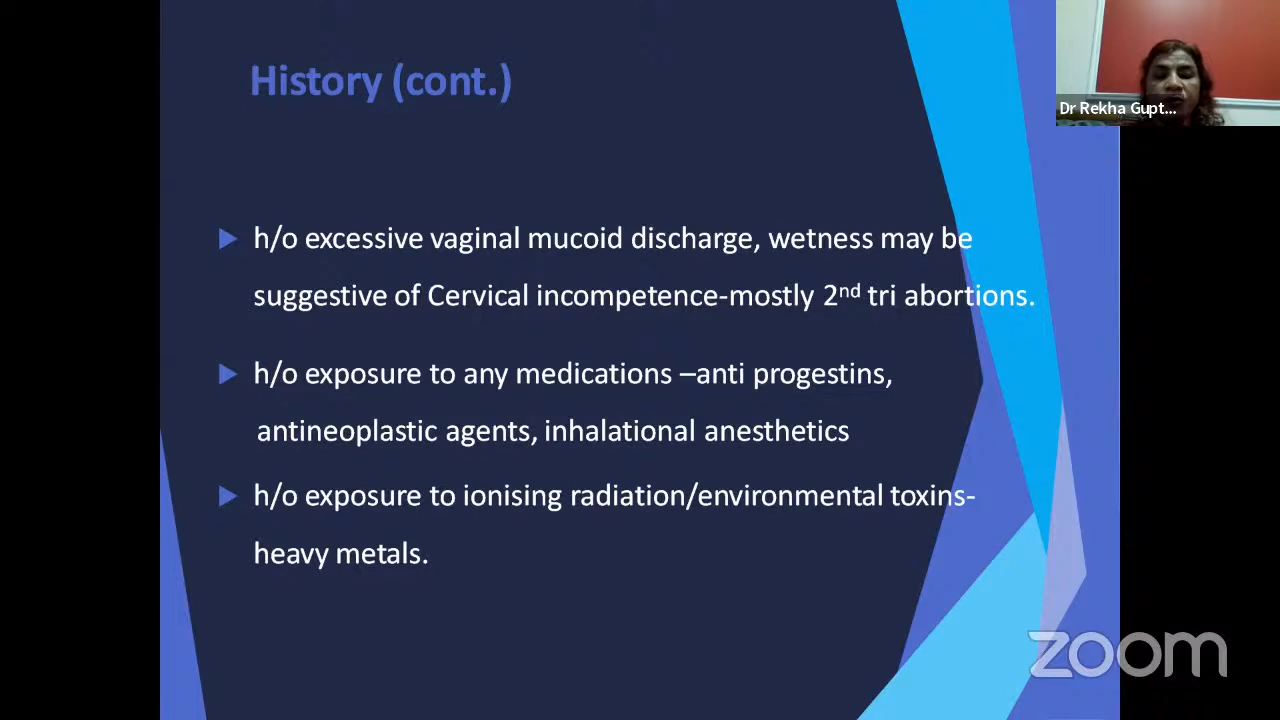 History (cont.)
Dr Rekha Gupt...
h/o excessive vaginal mucoid discharge, wetness may be
suggestive of Cervical incompetence-mostly 2nd tri abortions.
h/o exposure to any medications –anti progestins,
antineoplastic agents, inhalational anesthetics
h/o exposure to ionising radiation/environmental toxins-
heavy metals.
zoom